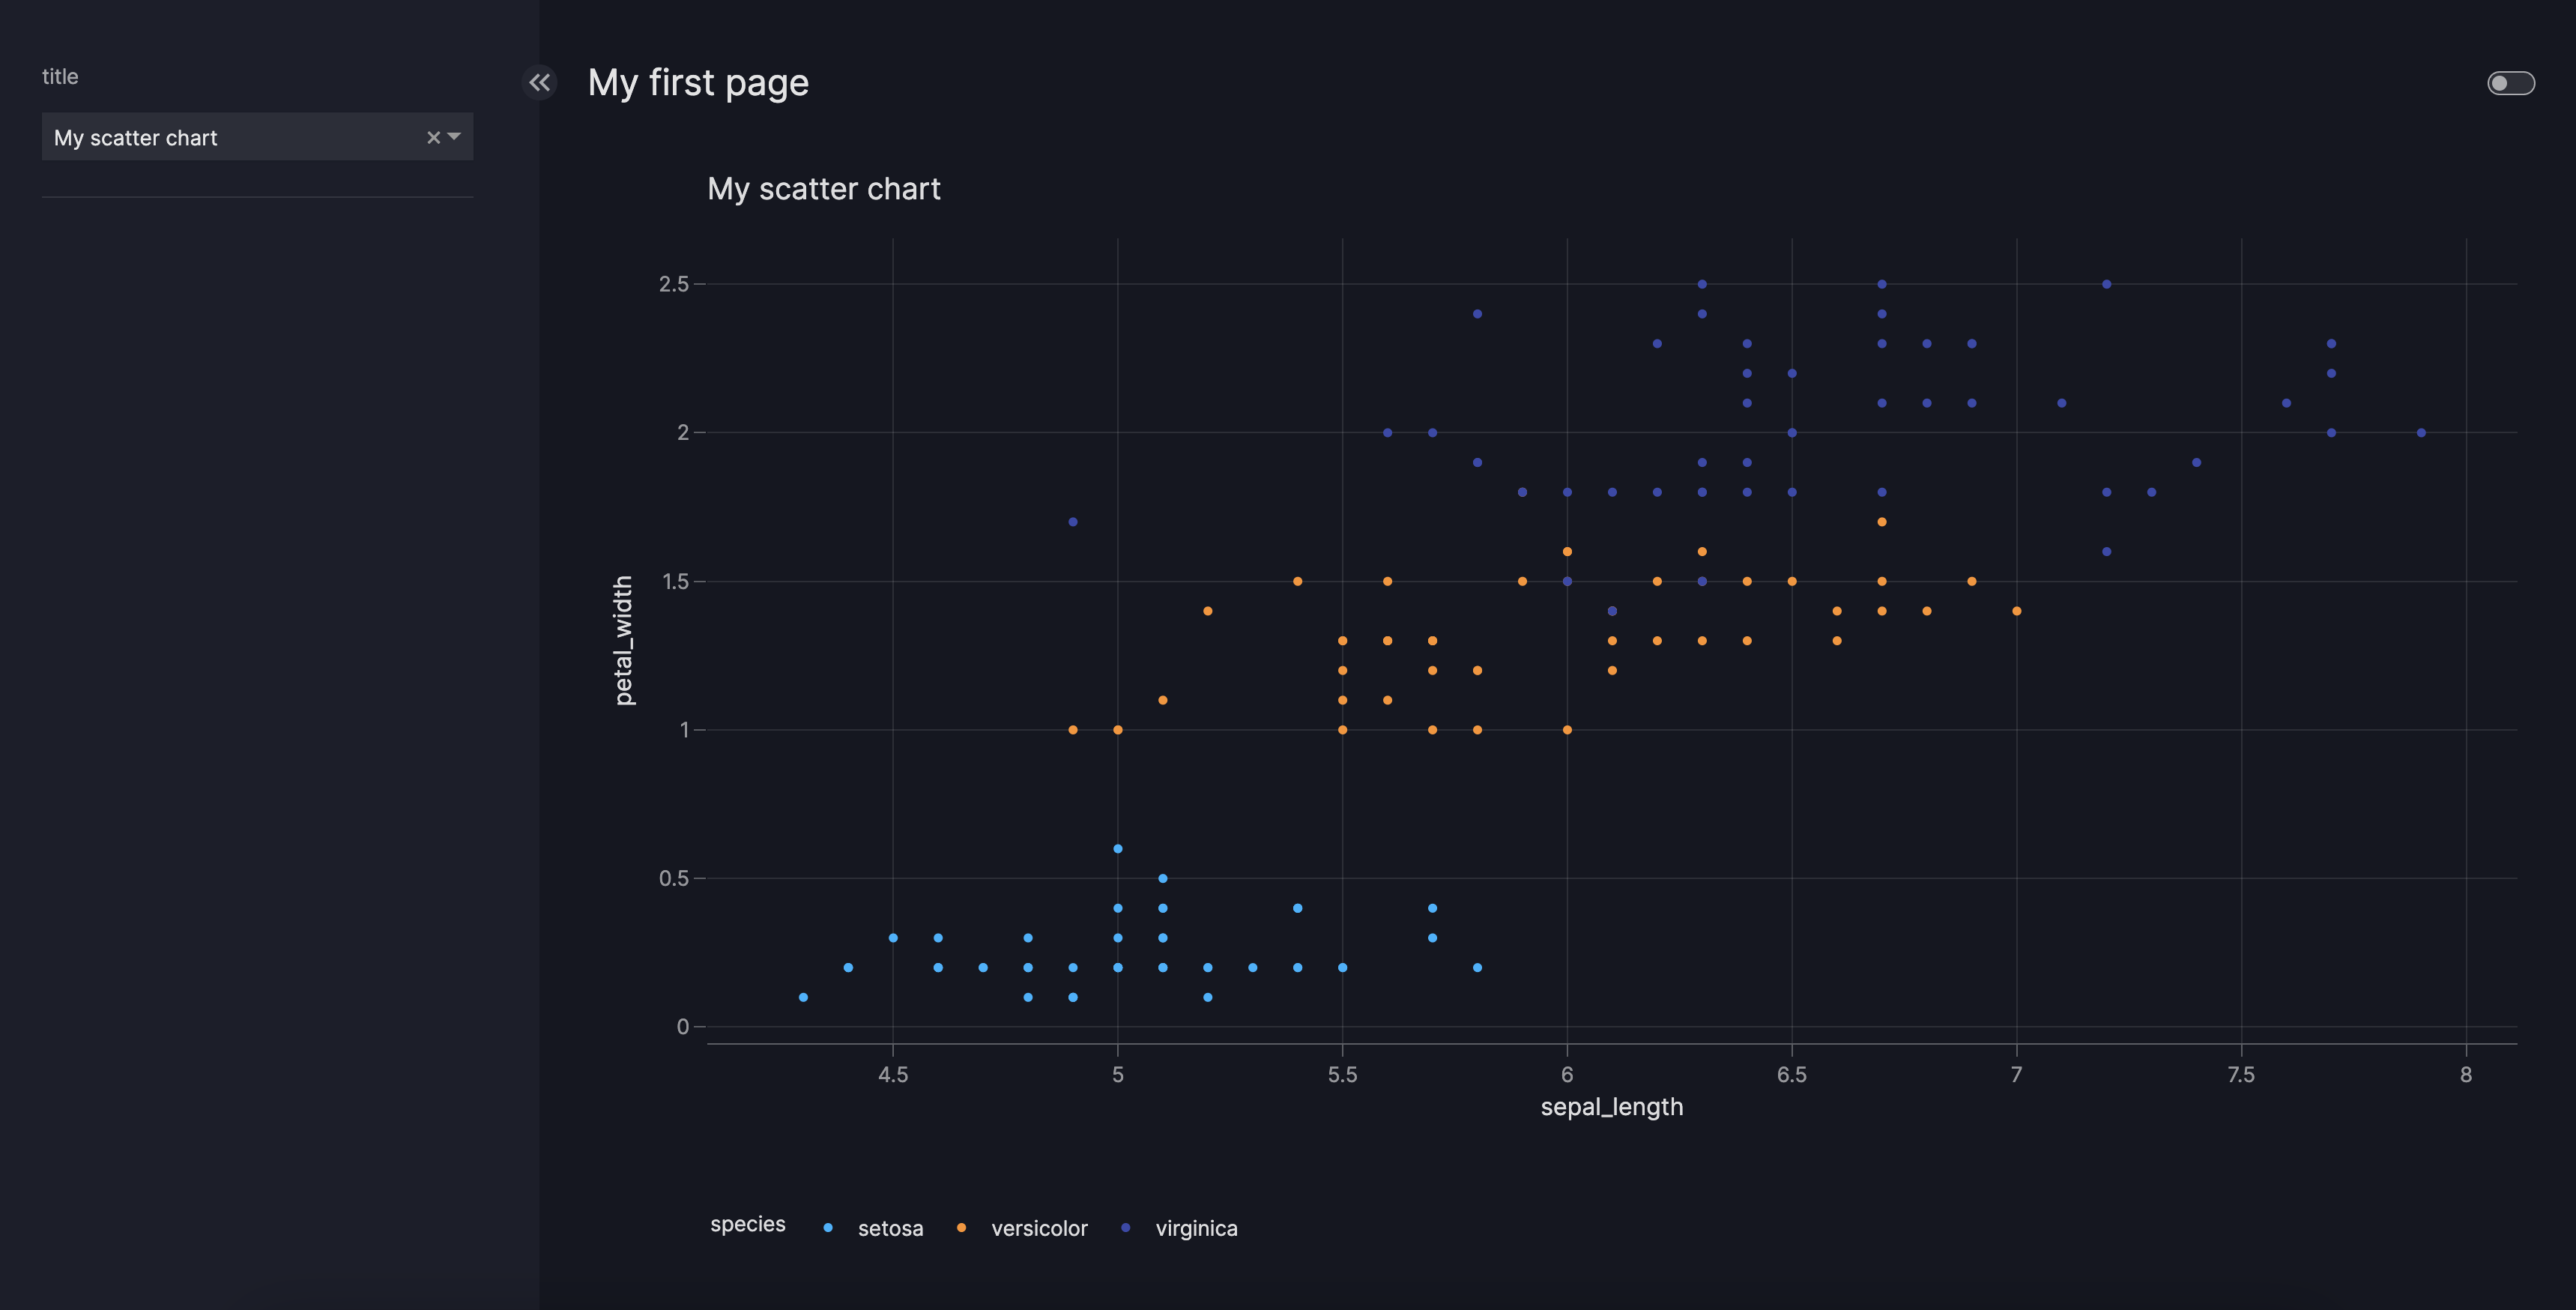 title
My scatter chart
My first page
My scatter chart
petal_width
2.5
2
1.5
1
0.5
0
4.5 5 5.5 6 6.5 7 7.5 8
sepal_length
species setosa versicolor virginica